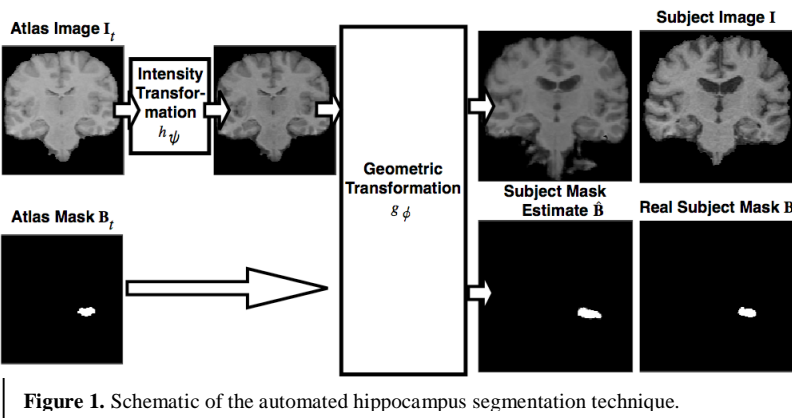 Atlas Image I_t
Intensity
Transfor-
mation
h_ψ
Subject Image I
Geometric
Transformation
g_ϕ
Atlas Mask B_t
Subject Mask
Estimate B̂
Real Subject Mask B
Figure 1. Schematic of the automated hippocampus segmentation technique.